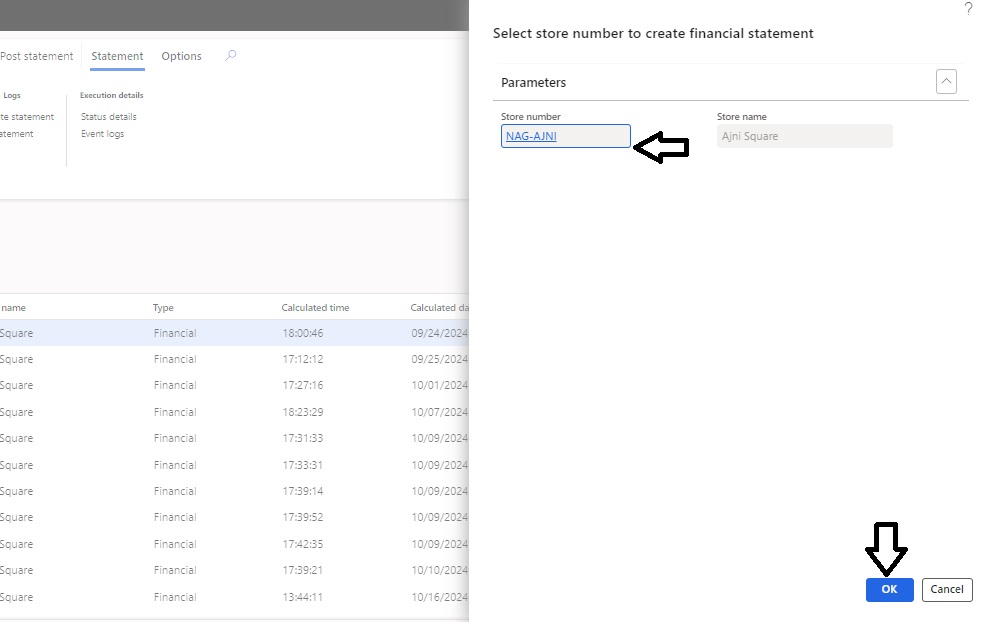 ?
Select store number to create financial statement
Post statement Statement Options
Parameters
Logs Execution details
te statement Status details
atement Event logs
Store number Store name
NAG-AJNI Ajni Square
name Type Calculated time Calculated da
Square Financial 18:00:46 09/24/2024
Square Financial 17:12:12 09/25/2024
Square Financial 17:27:16 10/01/2024
Square Financial 18:23:29 10/07/2024
Square Financial 17:31:33 10/09/2024
Square Financial 17:33:31 10/09/2024
Square Financial 17:39:14 10/09/2024
Square Financial 17:39:52 10/09/2024
Square Financial 17:42:35 10/09/2024
Square Financial 17:39:21 10/10/2024
Square Financial 13:44:11 10/16/2024
OK Cancel